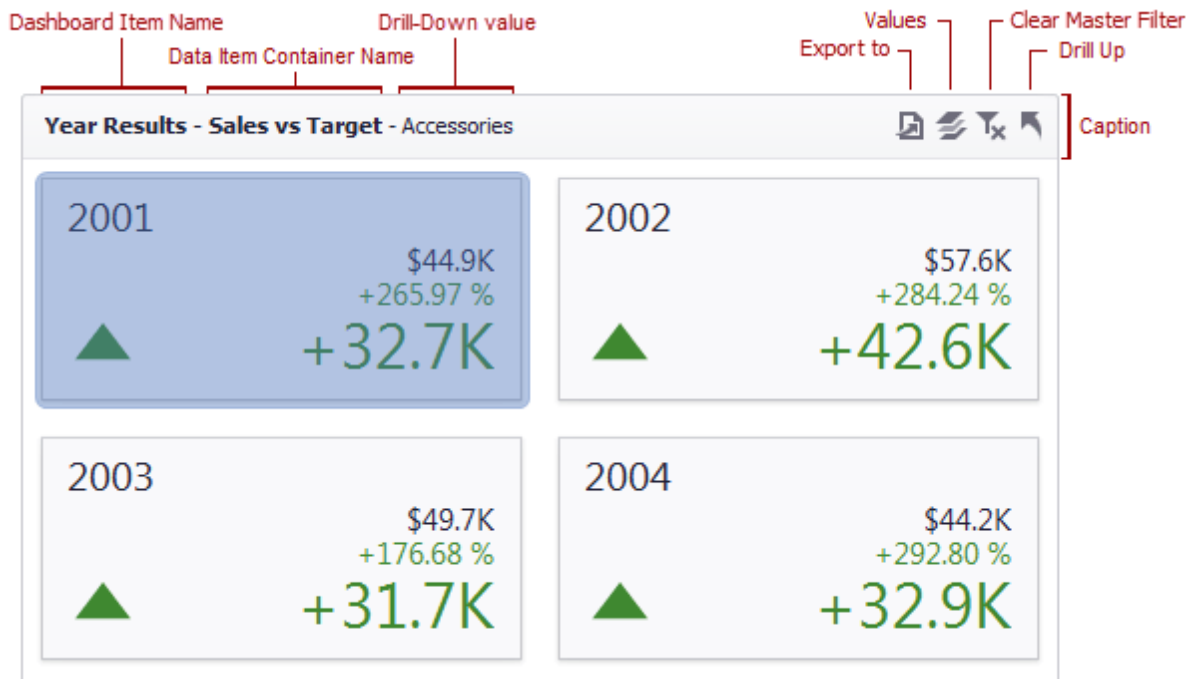 Dashboard Item Name
Drill-Down value
Values
Clear Master Filter
Data Item Container Name
Export to
Drill Up
Year Results - Sales vs Target - Accessories
Caption
2001
$44.9K
+265.97 %
+32.7K
2002
$57.6K
+284.24 %
+42.6K
2003
$49.7K
+176.68 %
+31.7K
2004
$44.2K
+292.80 %
+32.9K